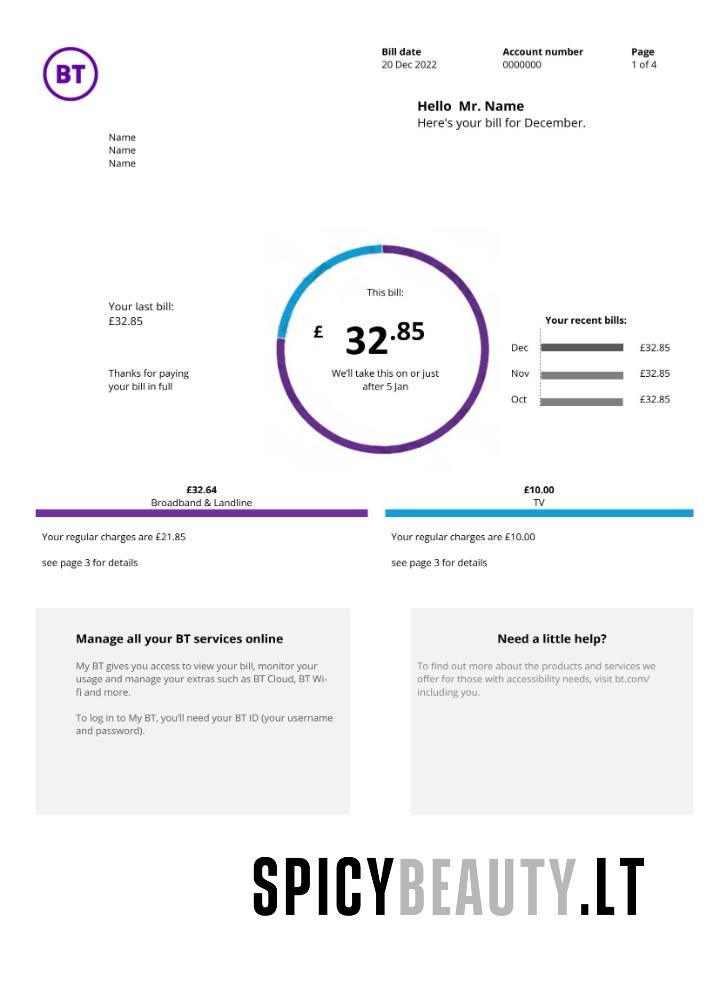 BT
Bill date Account number Page
20 Dec 2022 0000000 1 of 4
Hello Mr. Name
Here's your bill for December.
Name
Name
Name
Your last bill:
£32.85
Thanks for paying
your bill in full
This bill:
£ 32.85
We'll take this on or just
after 5 Jan
Your recent bills:
Dec £32.85
Nov £32.85
Oct £32.85
£32.64
Broadband & Landline
Your regular charges are £21.85
see page 3 for details
£10.00
TV
Your regular charges are £10.00
see page 3 for details
Manage all your BT services online
My BT gives you access to view your bill, monitor your
usage and manage your extras such as BT Cloud, BT Wi-
fi and more.
To log in to My BT, you'll need your BT ID (your username
and password).
Need a little help?
To find out more about the products and services we
offer for those with accessibility needs, visit bt.com/
including you.
SPICYBEAUTY.LT